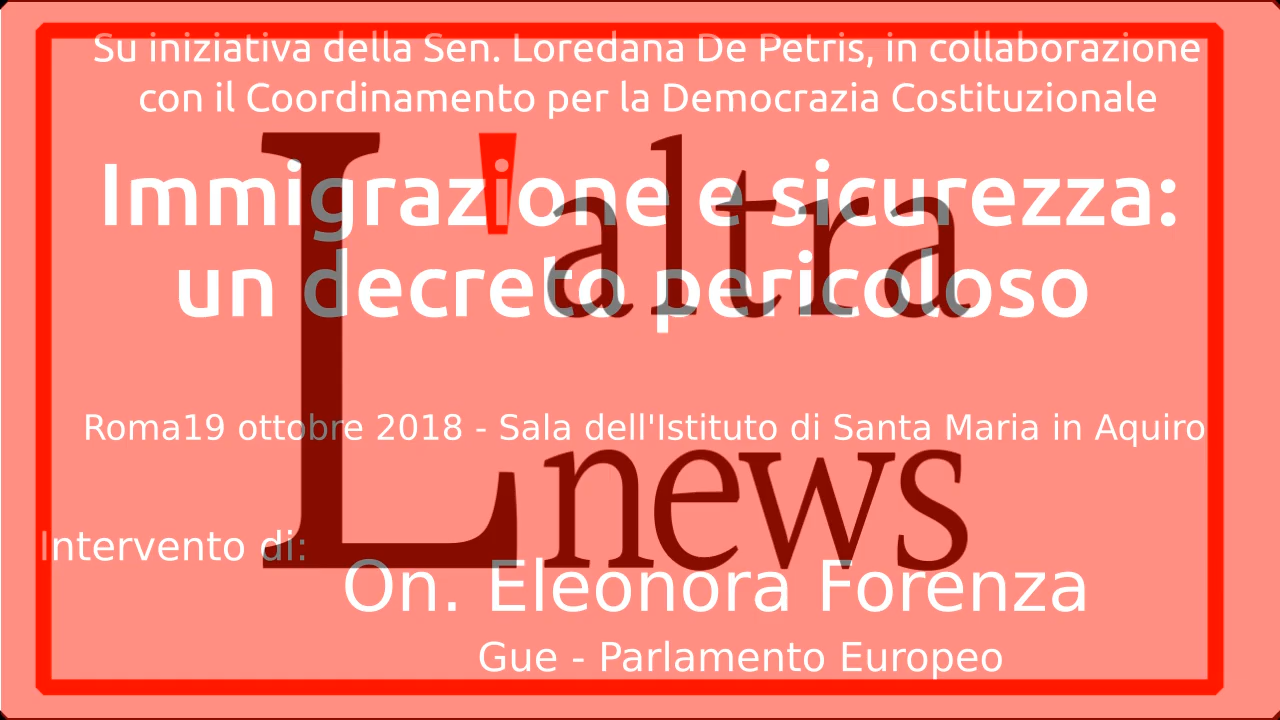 Su iniziativa della Sen. Loredana De Petris, in collaborazione
con il Coordinamento per la Democrazia Costituzionale
L'altra
Immigrazione e sicurezza:
un decreto pericoloso
Roma19 ottobre 2018 - Sala dell'Istituto di Santa Maria in Aquiro
news
Intervento di:
On. Eleonora Forenza
Gue - Parlamento Europeo